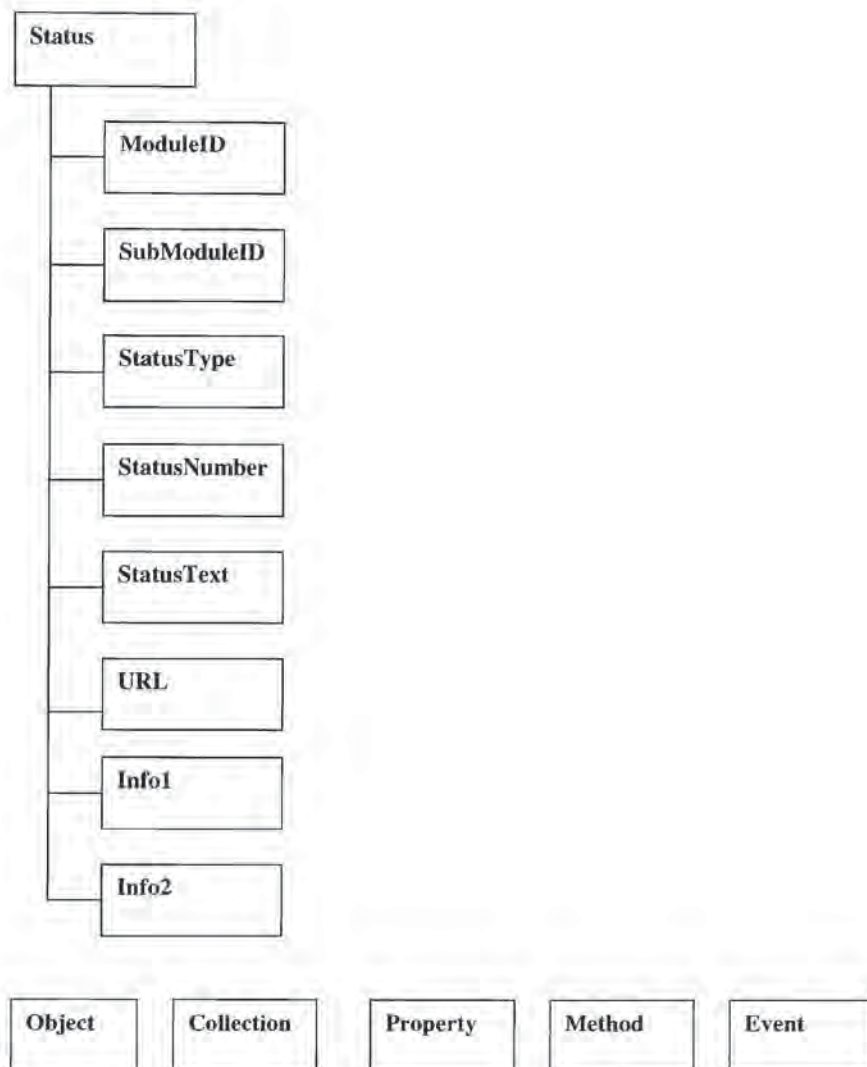 Status
ModuleID
SubModuleID
StatusType
StatusNumber
StatusText
URL
Info1
Info2
Object Collection Property Method Event